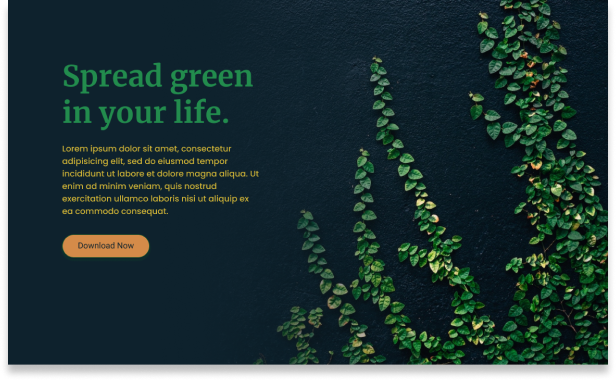 Spread green
in your life.
Lorem ipsum dolor sit amet, consectetur
adipisicing elit, sed do eiusmod tempor
incididunt ut labore et dolore magna aliqua. Ut
enim ad minim veniam, quis nostrud
exercitation ullamco laboris nisi ut aliquip ex
ea commodo consequat.
Download Now